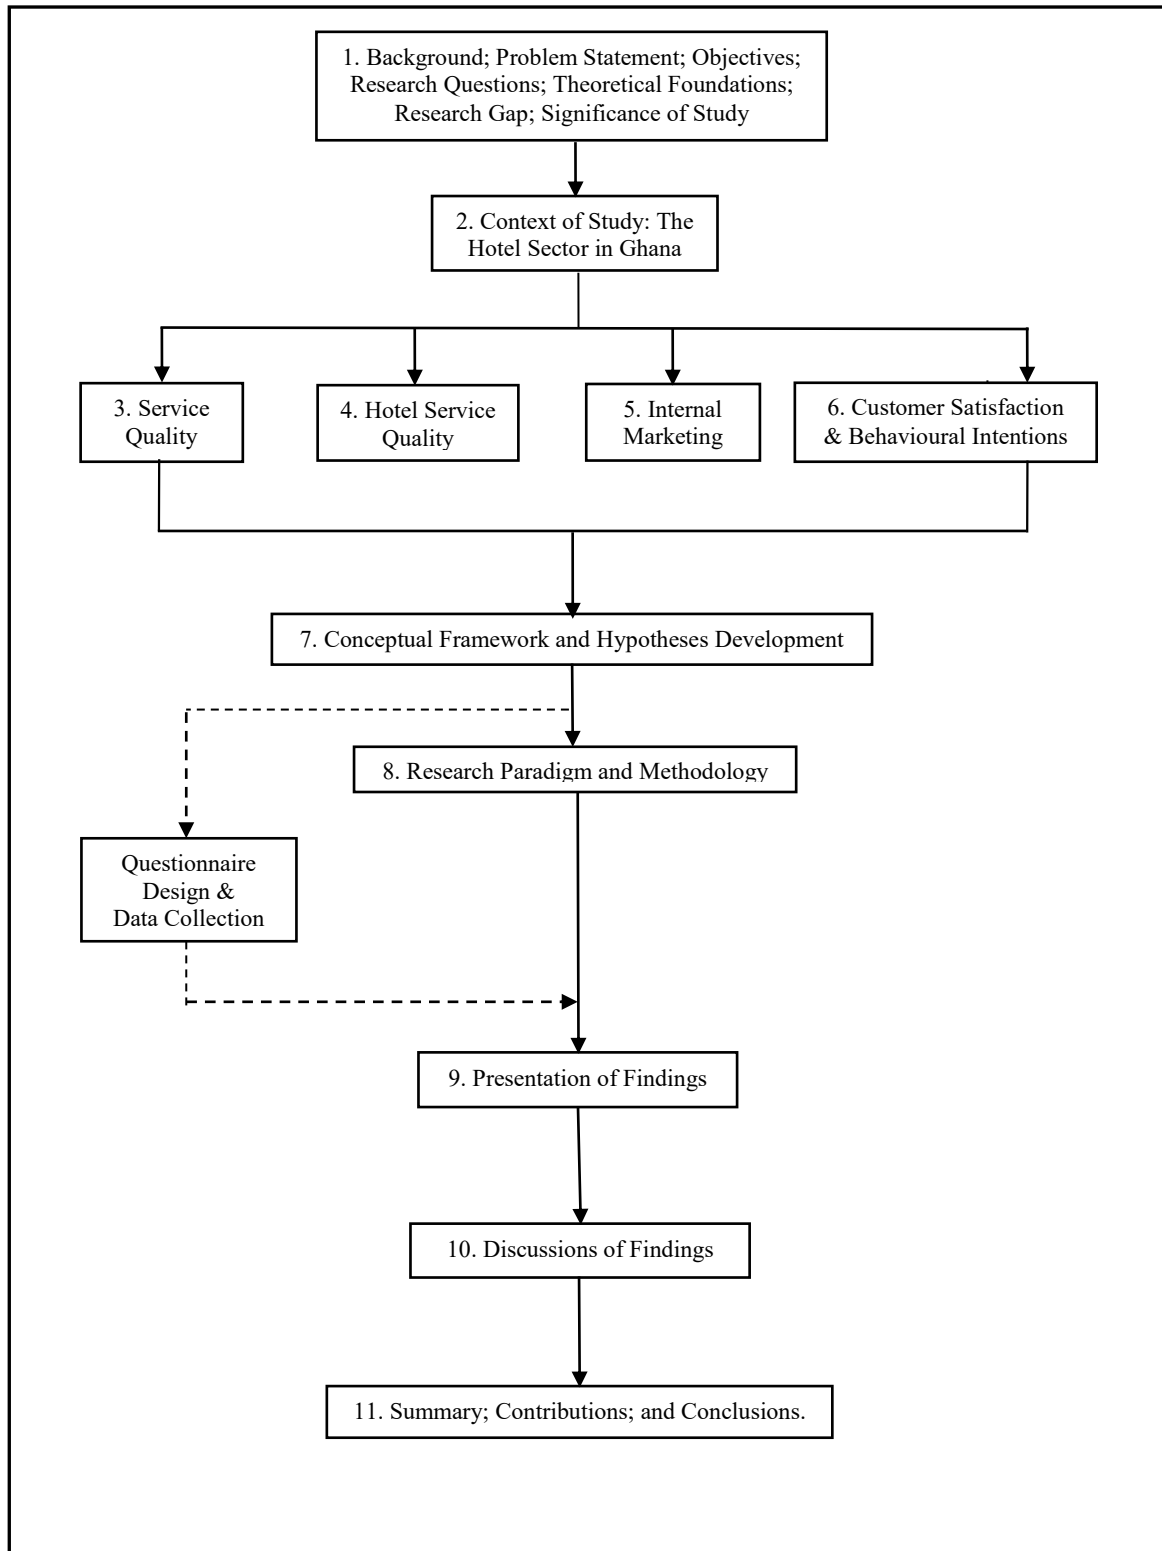 1. Background; Problem Statement; Objectives;
Research Questions; Theoretical Foundations;
Research Gap; Significance of Study
2. Context of Study: The
Hotel Sector in Ghana
3. Service
Quality
4. Hotel Service
Quality
5. Internal
Marketing
6. Customer Satisfaction
& Behavioural Intentions
7. Conceptual Framework and Hypotheses Development
8. Research Paradigm and Methodology
Questionnaire
Design &
Data Collection
9. Presentation of Findings
10. Discussions of Findings
11. Summary; Contributions; and Conclusions.